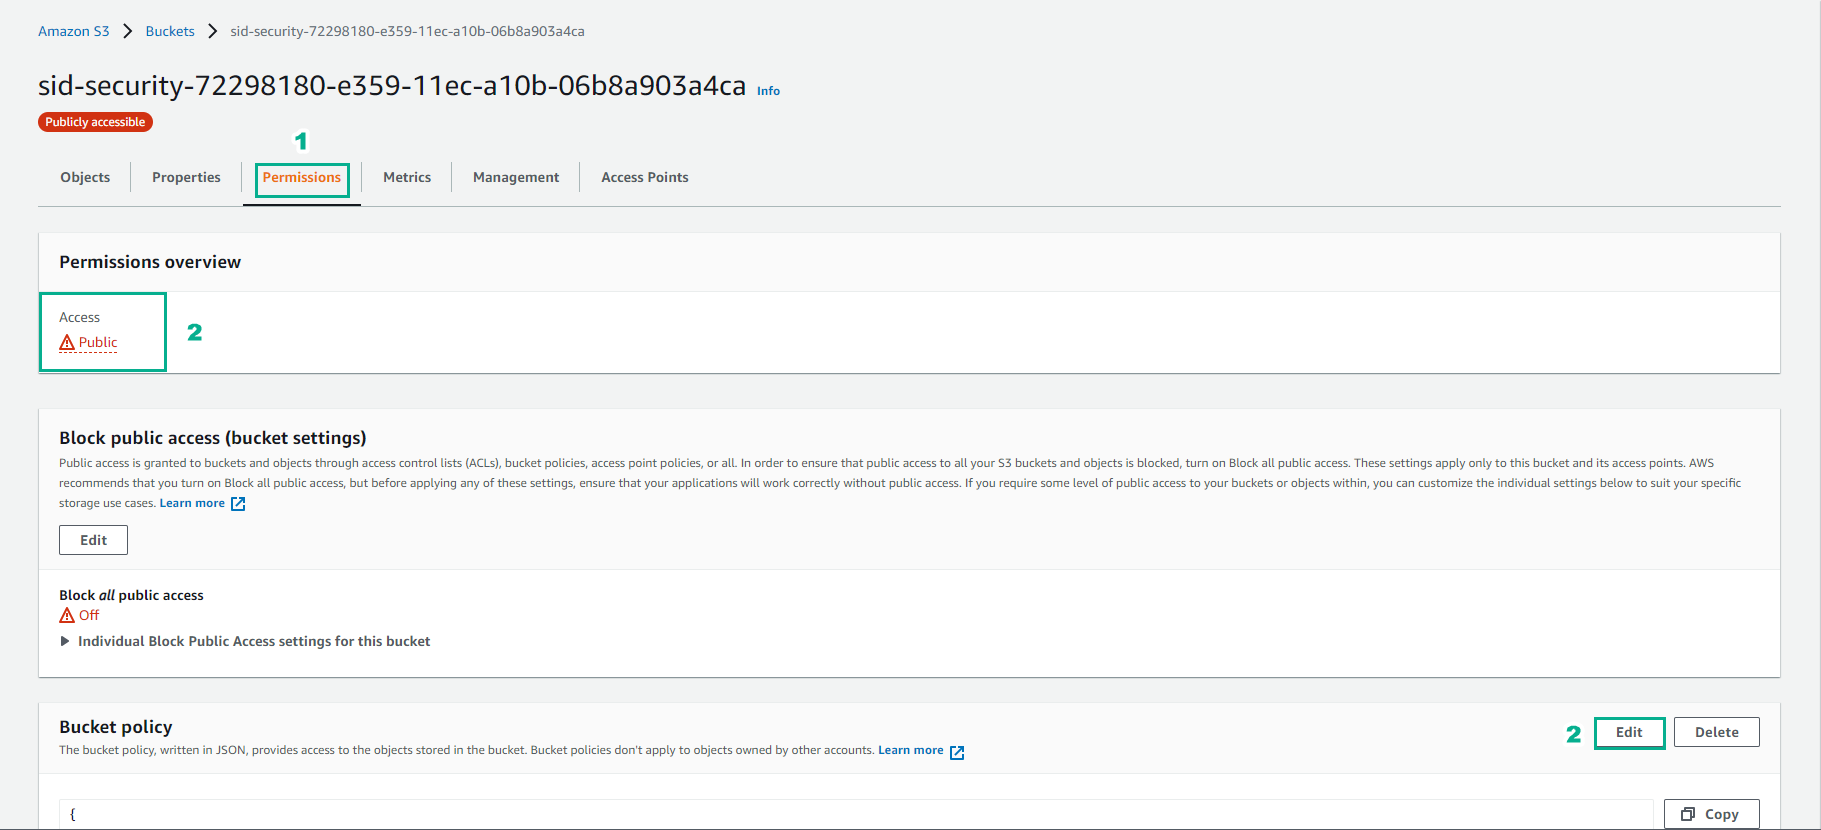 Amazon S3 > Buckets > sid-security-72298180-e359-11ec-a10b-06b8a903a4ca
sid-security-72298180-e359-11ec-a10b-06b8a903a4ca Info
Publicly accessible
1
Objects Properties Permissions Metrics Management Access Points
Permissions overview
Access
2
Public
Block public access (bucket settings)
Public access is granted to buckets and objects through access control lists (ACLs), bucket policies, access point policies, or all. In order to ensure that public access to all your S3 buckets and objects is blocked, turn on Block all public access. These settings apply only to this bucket and its access points. AWS
recommends that you turn on Block all public access, but before applying any of these settings, ensure that your applications will work correctly without public access. If you require some level of public access to your buckets or objects within, you can customize the individual settings below to suit your specific
storage use cases. Learn more
Edit
Block all public access
Off
Individual Block Public Access settings for this bucket
Bucket policy
2 Edit Delete
The bucket policy, written in JSON, provides access to the objects stored in the bucket. Bucket policies don't apply to objects owned by other accounts. Learn more
{
Copy